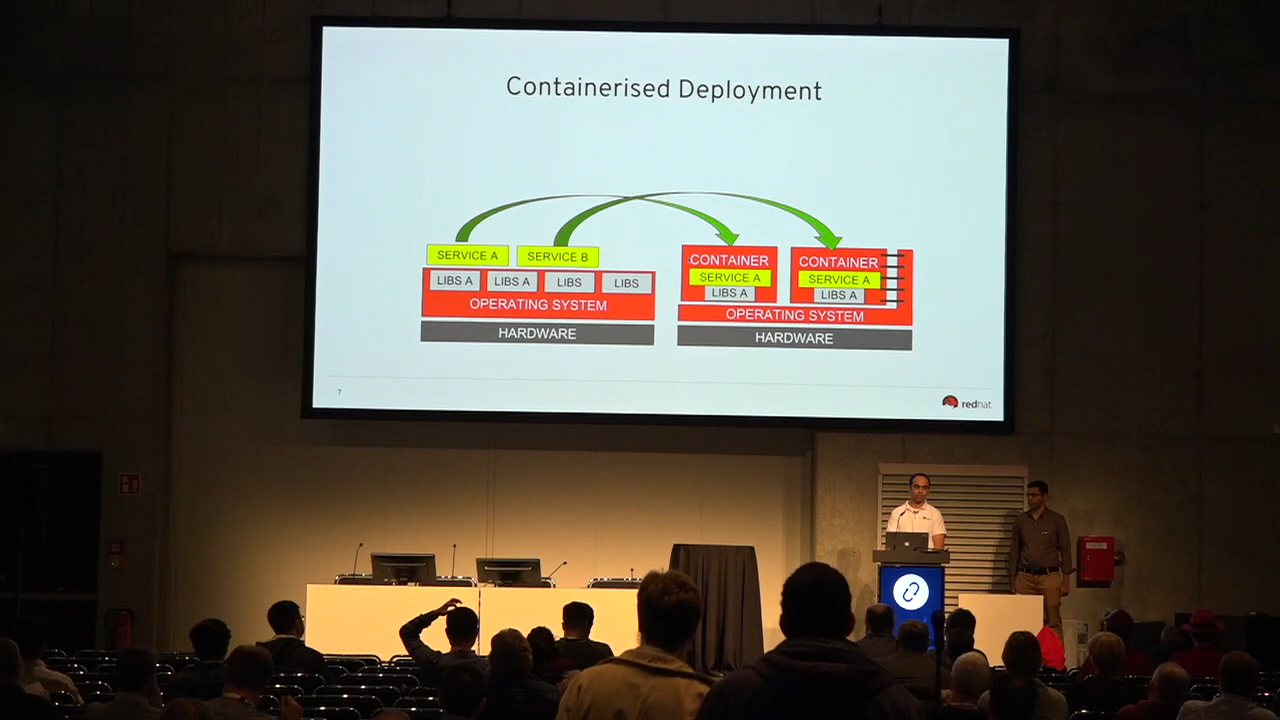 Containerised Deployment
SERVICE A
SERVICE B
LIBS A
LIBS A
LIBS
LIBS
OPERATING SYSTEM
HARDWARE
CONTAINER
SERVICE A
LIBS A
CONTAINER
SERVICE A
LIBS A
OPERATING SYSTEM
HARDWARE
7
redhat